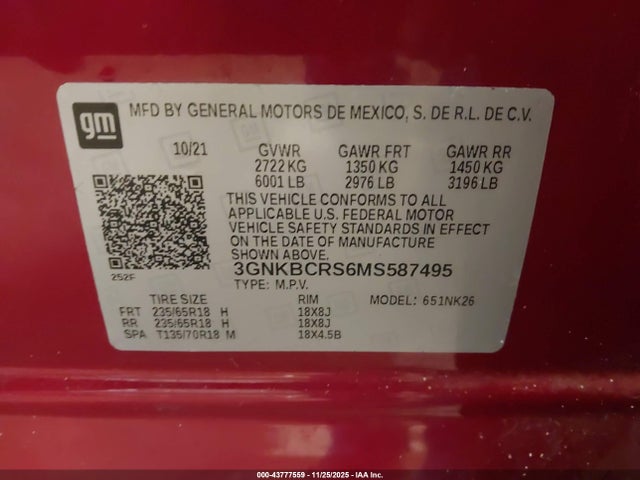 gm
MFD BY GENERAL MOTORS DE MEXICO, S. DE R.L. DE C.V.
10/21 GVWR GAWR FRT GAWR RR
2722 KG 1350 KG 1450 KG
6001 LB 2976 LB 3196 LB
THIS VEHICLE CONFORMS TO ALL
APPLICABLE U.S. FEDERAL MOTOR
VEHICLE SAFETY STANDARDS IN EFFECT
ON THE DATE OF MANUFACTURE
SHOWN ABOVE.
3GNKBCRS6MS587495
252F
TYPE: M.P.V.
TIRE SIZE RIM MODEL: 651NK26
FRT 235/65R18 H 18X8J
RR 235/65R18 H 18X8J
SPA T135/70R18 M 18X4.5B
000-43777559 - 11/25/2025 - IAA Inc.